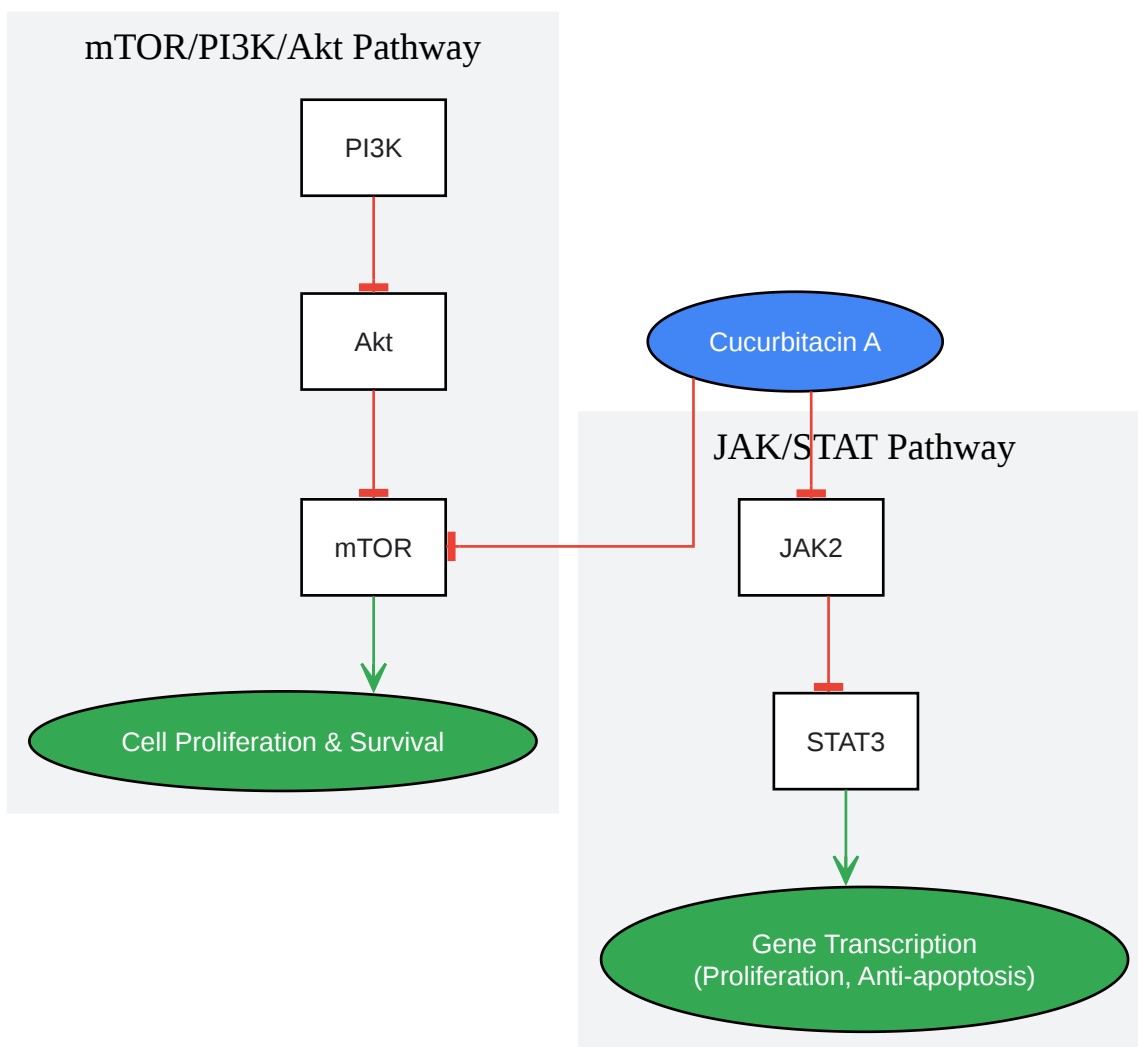 mTOR/PI3K/Akt Pathway
PI3K
Akt
mTOR
Cell Proliferation & Survival
Cucurbitacin A
JAK/STAT Pathway
JAK2
STAT3
Gene Transcription
(Proliferation, Anti-apoptosis)